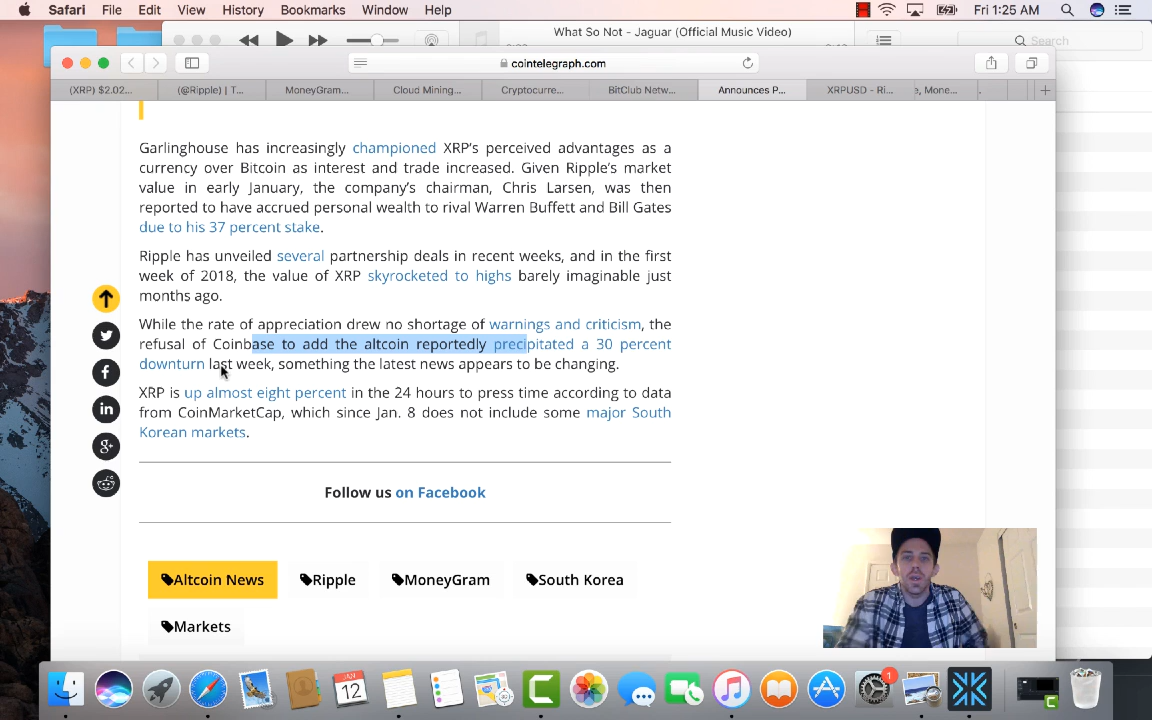 Safari File Edit View History Bookmarks Window Help Fri 1:25 AM
What So Not - Jaguar (Official Music Video)
Search
cointelegraph.com
(XRP) $2.02... (@Ripple) | T... MoneyGram... Cloud Mining... Cryptocurre... BitClub Netw... Announces P... XRPUSD - Ri... e, Mone...
Garlinghouse has increasingly championed XRP's perceived advantages as a
currency over Bitcoin as interest and trade increased. Given Ripple's market
value in early January, the company's chairman, Chris Larsen, was then
reported to have accrued personal wealth to rival Warren Buffett and Bill Gates
due to his 37 percent stake.
Ripple has unveiled several partnership deals in recent weeks, and in the first
week of 2018, the value of XRP skyrocketed to highs barely imaginable just
months ago.
While the rate of appreciation drew no shortage of warnings and criticism, the
refusal of Coinbase to add the altcoin reportedly precipitated a 30 percent
downturn last week, something the latest news appears to be changing.
XRP is up almost eight percent in the 24 hours to press time according to data
from CoinMarketCap, which since Jan. 8 does not include some major South
Korean markets.
Follow us on Facebook
Altcoin News Ripple MoneyGram South Korea
Markets
JAN
12
1